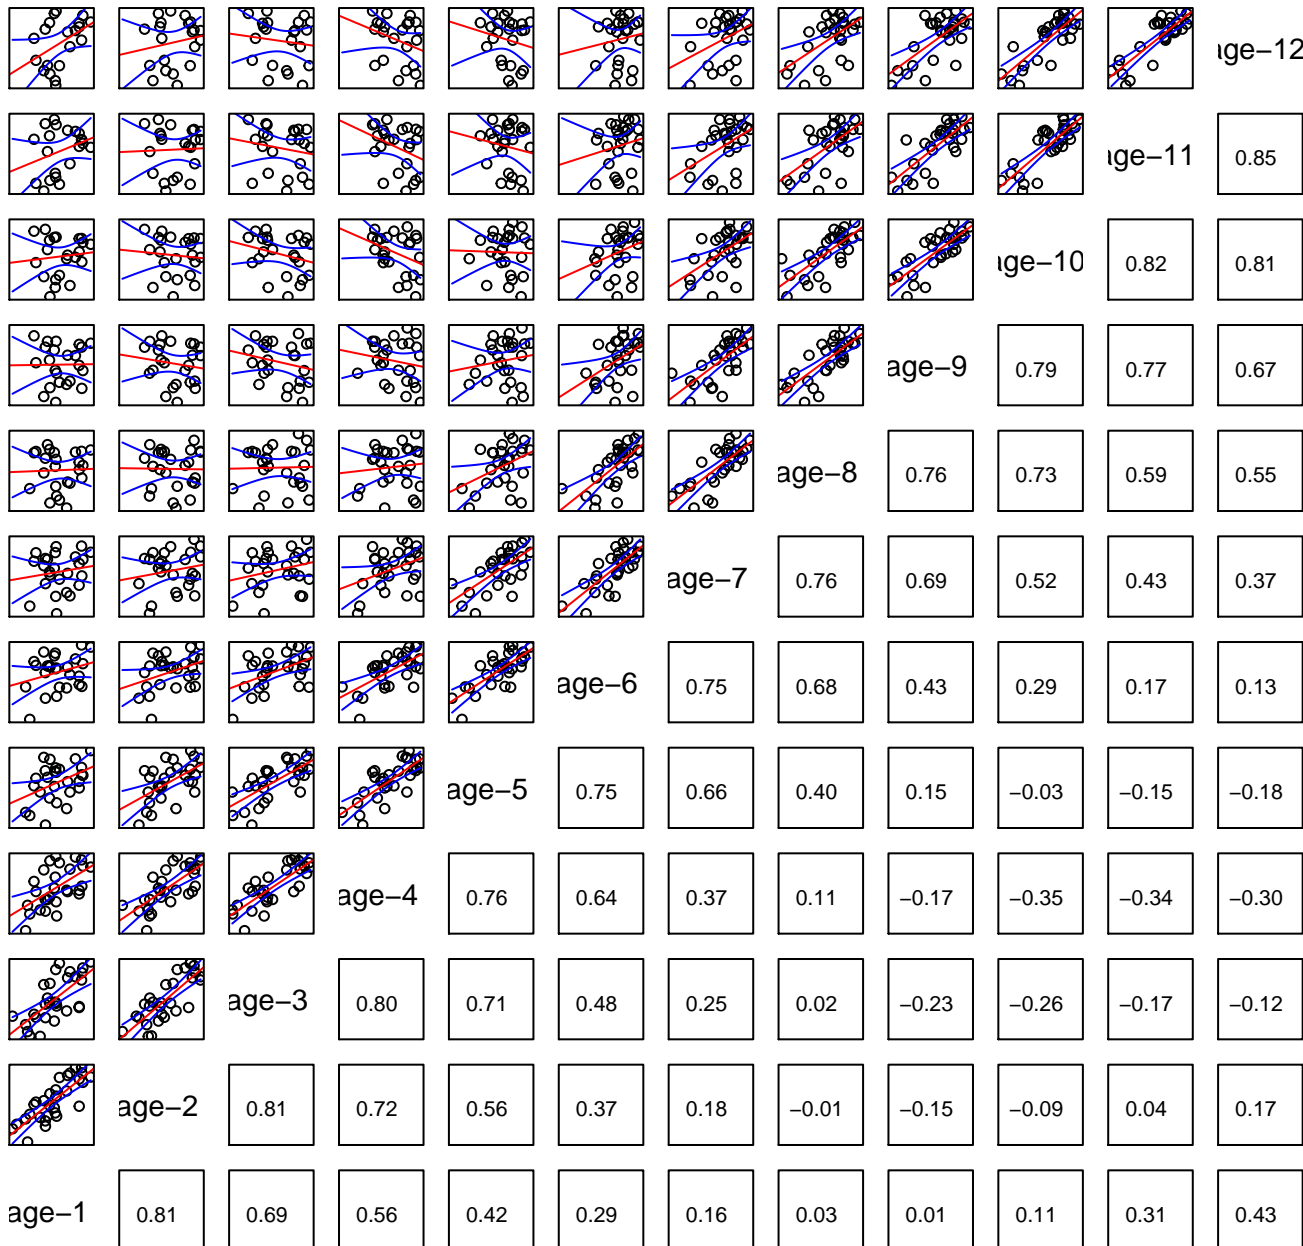 age−12
age−11 0.85
age−10 0.82 0.81
age−9 0.79 0.77 0.67
age−8 0.76 0.73 0.59 0.55
age−7 0.76 0.69 0.52 0.43 0.37
age−6 0.75 0.68 0.43 0.29 0.17 0.13
age−5 0.75 0.66 0.40 0.15 −0.03 −0.15 −0.18
age−4 0.76 0.64 0.37 0.11 −0.17 −0.35 −0.34 −0.30
age−3 0.80 0.71 0.48 0.25 0.02 −0.23 −0.26 −0.17 −0.12
age−2 0.81 0.72 0.56 0.37 0.18 −0.01 −0.15 −0.09 0.04 0.17
age−1 0.81 0.69 0.56 0.42 0.29 0.16 0.03 0.01 0.11 0.31 0.43